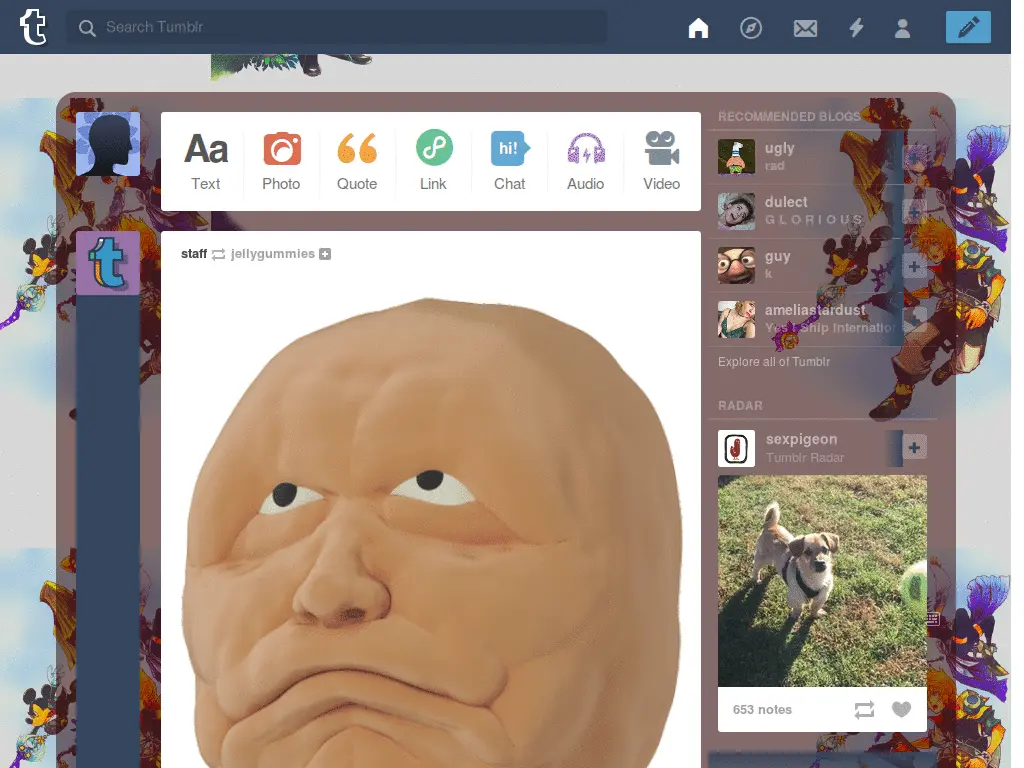 Search Tumblr
Aa
hi!
Text
Photo
Quote
Link
Chat
Audio
Video
staff jellygummies
RECOMMENDED BLOGS
ugly
rad
dulect
G L O R I O U S
guy
k
ameliastardust
Yes I Ship Internation
Explore all of Tumblr
RADAR
sexpigeon
Tumblr Radar
653 notes